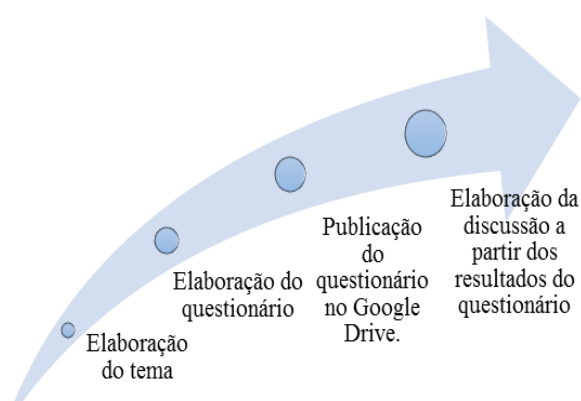 Elaboração
do tema
Elaboração do
questionário
Publicação
do
questionário
no Google
Drive.
Elaboração da
discussão a
partir dos
resultados do
questionário